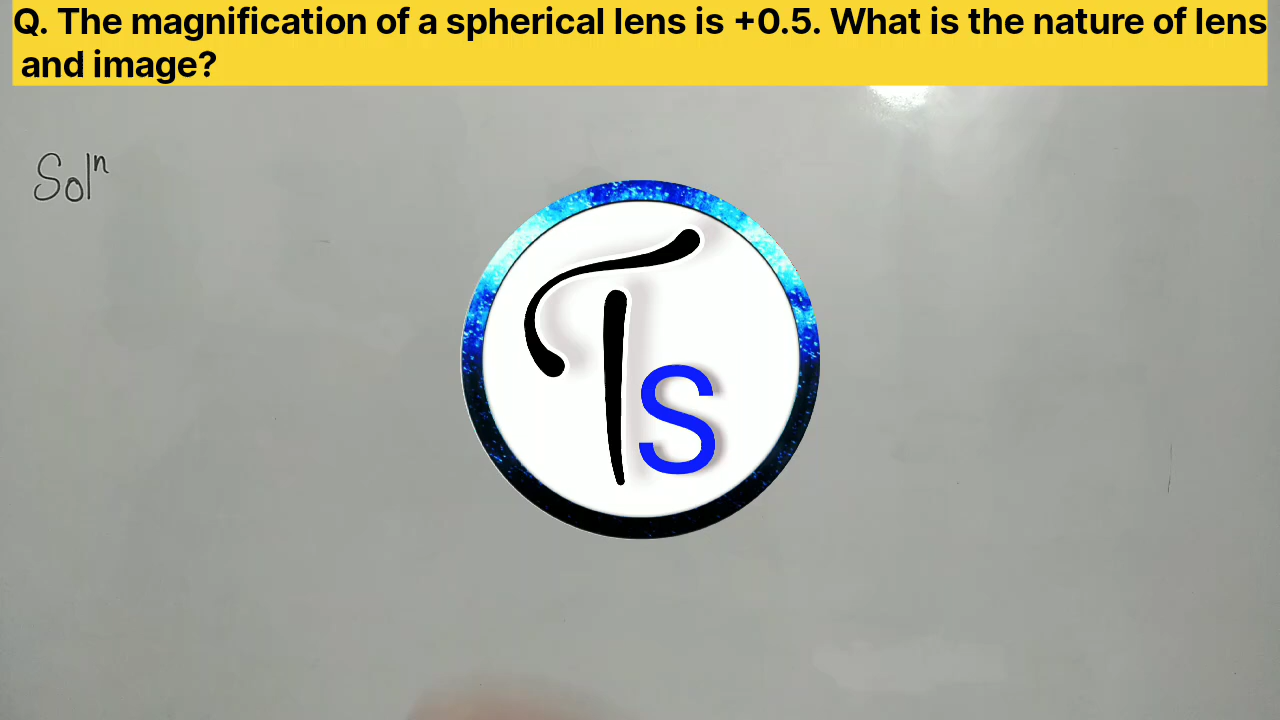 Q. The magnification of a spherical lens is +0.5. What is the nature of lens
and image?
Solⁿ
Ts